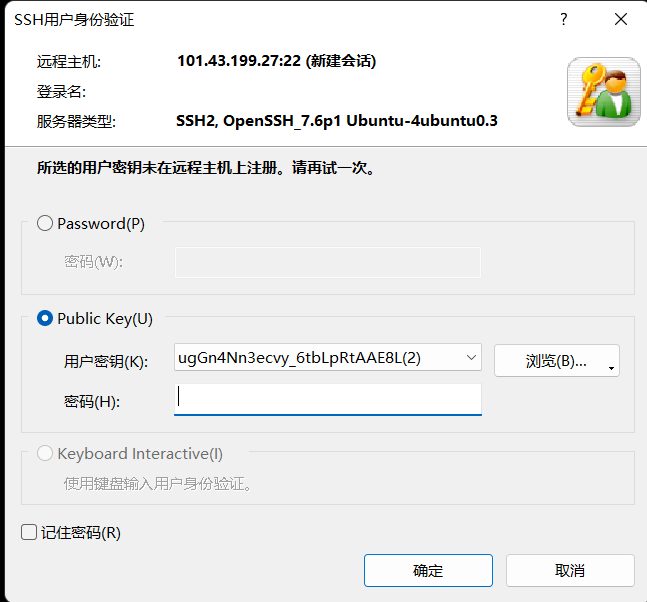 SSH用户身份验证
?
远程主机: 101.43.199.27:22 (新建会话)
登录名:
服务器类型: SSH2, OpenSSH_7.6p1 Ubuntu-4ubuntu0.3
所选的用户密钥未在远程主机上注册。请再试一次。
Password(P)
密码(W):
Public Key(U)
用户密钥(K): ugGn4Nn3ecvy_6tbLpRtAAE8L(2) 浏览(B)...
密码(H):
Keyboard Interactive(I)
使用键盘输入用户身份验证。
记住密码(R)
确定 取消